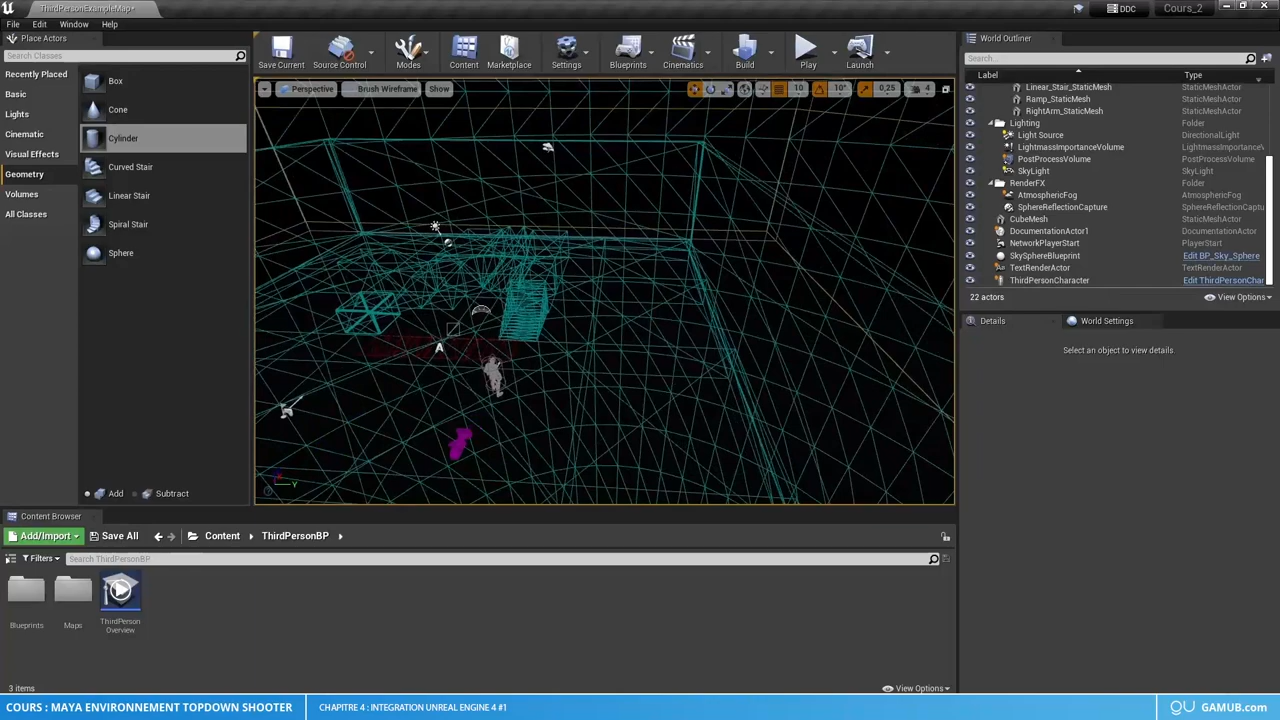 ThirdPersonExampleMap*
DDC
Cours_2
File Edit Window Help
Place Actors
Search Classes
Recently Placed
Basic
Lights
Cinematic
Visual Effects
Geometry
Volumes
All Classes
Box
Cone
Cylinder
Curved Stair
Linear Stair
Spiral Stair
Sphere
Add Subtract
Save Current Source Control Modes Content Marketplace Settings Blueprints Cinematics Build Play Launch
Perspective Brush Wireframe Show
10 10° 0,25 4
A
Y
World Outliner
Search...
Label Type
Linear_Stair_StaticMesh StaticMeshActor
Ramp_StaticMesh StaticMeshActor
RightArm_StaticMesh StaticMeshActor
Lighting Folder
Light Source DirectionalLight
LightmassImportanceVolume LightmassImportanc
PostProcessVolume PostProcessVolume
SkyLight SkyLight
RenderFX Folder
AtmosphericFog AtmosphericFog
SphereReflectionCapture SphereReflectionCapt
CubeMesh StaticMeshActor
DocumentationActor1 DocumentationActor
NetworkPlayerStart PlayerStart
SkySphereBlueprint Edit BP_Sky_Sphere
TextRenderActor TextRenderActor
ThirdPersonCharacter Edit ThirdPersonChar
22 actors View Options
Details World Settings
Select an object to view details.
Content Browser
Add/Import Save All Content ThirdPersonBP
Filters Search ThirdPersonBP
Blueprints
Maps
ThirdPerson
Overview
3 items View Options
COURS : MAYA ENVIRONNEMENT TOPDOWN SHOOTER CHAPITRE 4 : INTEGRATION UNREAL ENGINE 4 #1 GAMUB.com